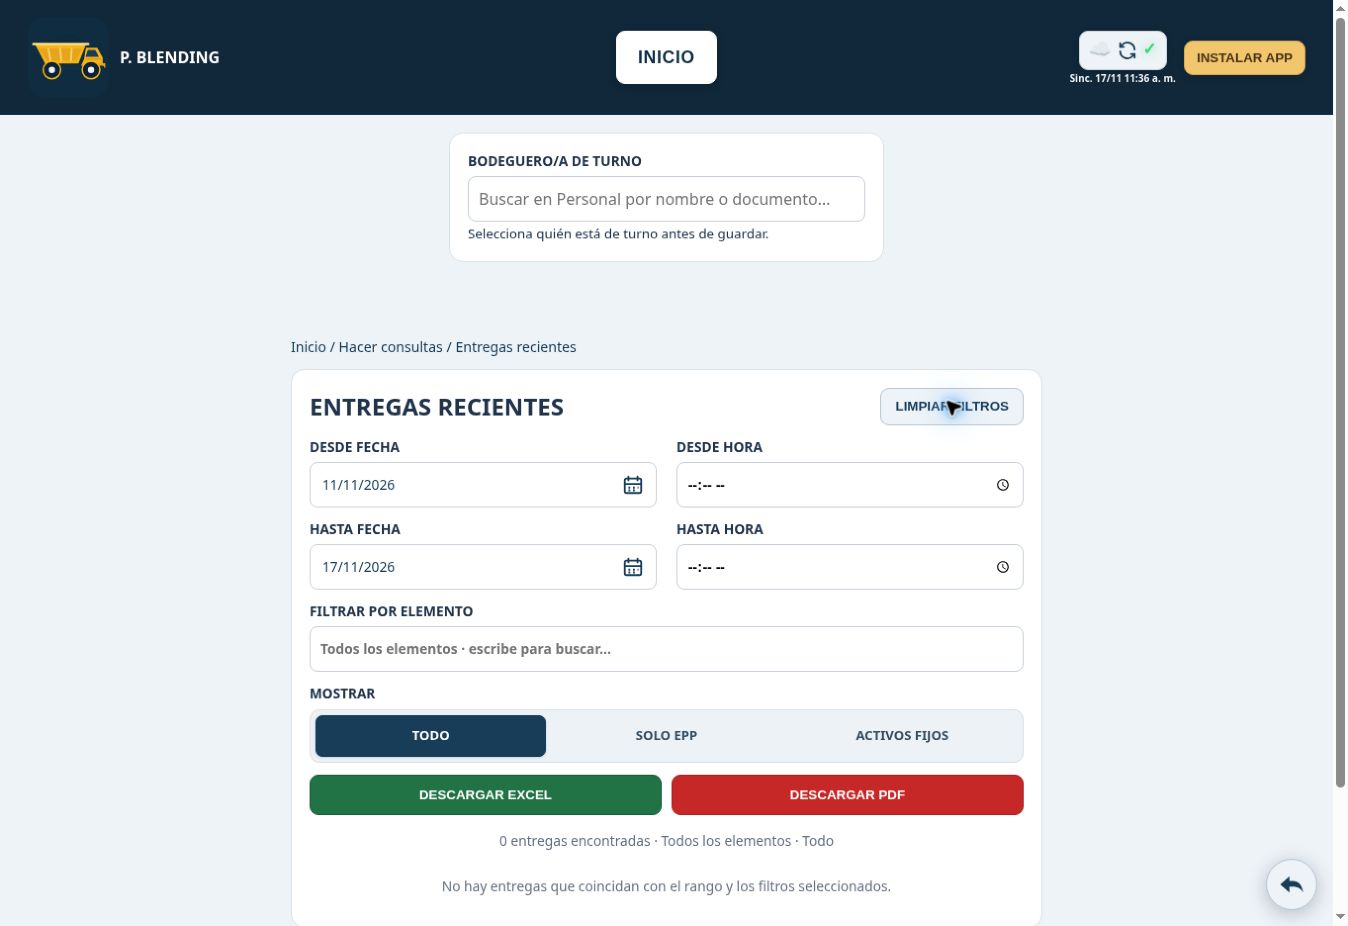 P. BLENDING
INICIO
Sinc. 17/11 11:36 a. m.
INSTALAR APP
BODEGUERO/A DE TURNO
Buscar en Personal por nombre o documento...
Selecciona quién está de turno antes de guardar.
Inicio / Hacer consultas / Entregas recientes
ENTREGAS RECIENTES
LIMPIAR FILTROS
DESDE FECHA
DESDE HORA
11/11/2026
--:-- --
HASTA FECHA
HASTA HORA
17/11/2026
--:-- --
FILTRAR POR ELEMENTO
Todos los elementos · escribe para buscar...
MOSTRAR
TODO
SOLO EPP
ACTIVOS FIJOS
DESCARGAR EXCEL
DESCARGAR PDF
0 entregas encontradas · Todos los elementos · Todo
No hay entregas que coincidan con el rango y los filtros seleccionados.